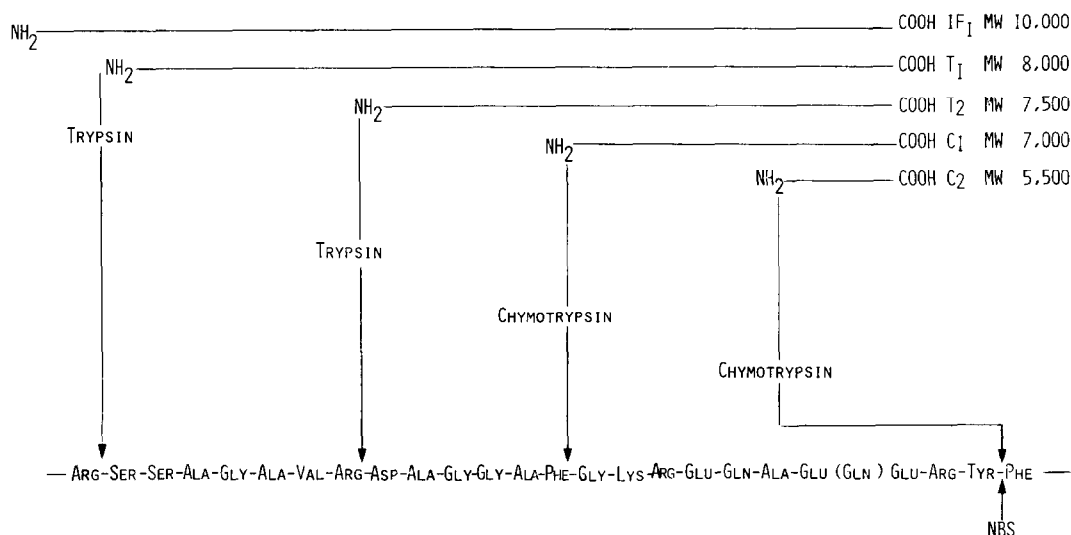 NH2 COOH IFI MW 10,000
NH2 COOH TI MW 8,000
NH2 COOH T2 MW 7,500
TRYPSIN
NH2 COOH C1 MW 7,000
NH2 COOH C2 MW 5,500
TRYPSIN
CHYMOTRYPSIN
CHYMOTRYPSIN
— ARG-SER-SER-ALA-GLY-ALA-VAL-ARG-ASP-ALA-GLY-GLY-ALA-PHE-GLY-LYS-ARG-GLU-GLN-ALA-GLU (GLN) GLU-ARG-TYR-PHE —
NBS